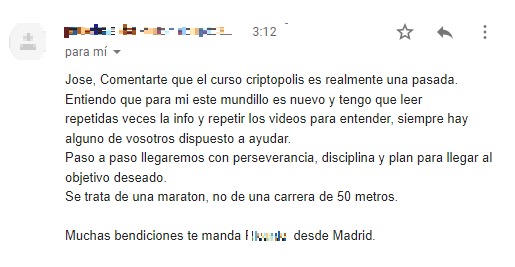 3:12
para mí
Jose, Comentarte que el curso criptopolis es realmente una pasada.
Entiendo que para mi este mundillo es nuevo y tengo que leer
repetidas veces la info y repetir los videos para entender, siempre hay
alguno de vosotros dispuesto a ayudar.
Paso a paso llegaremos con perseverancia, disciplina y plan para llegar al
objetivo deseado.
Se trata de una maraton, no de una carrera de 50 metros.
Muchas bendiciones te manda desde Madrid.